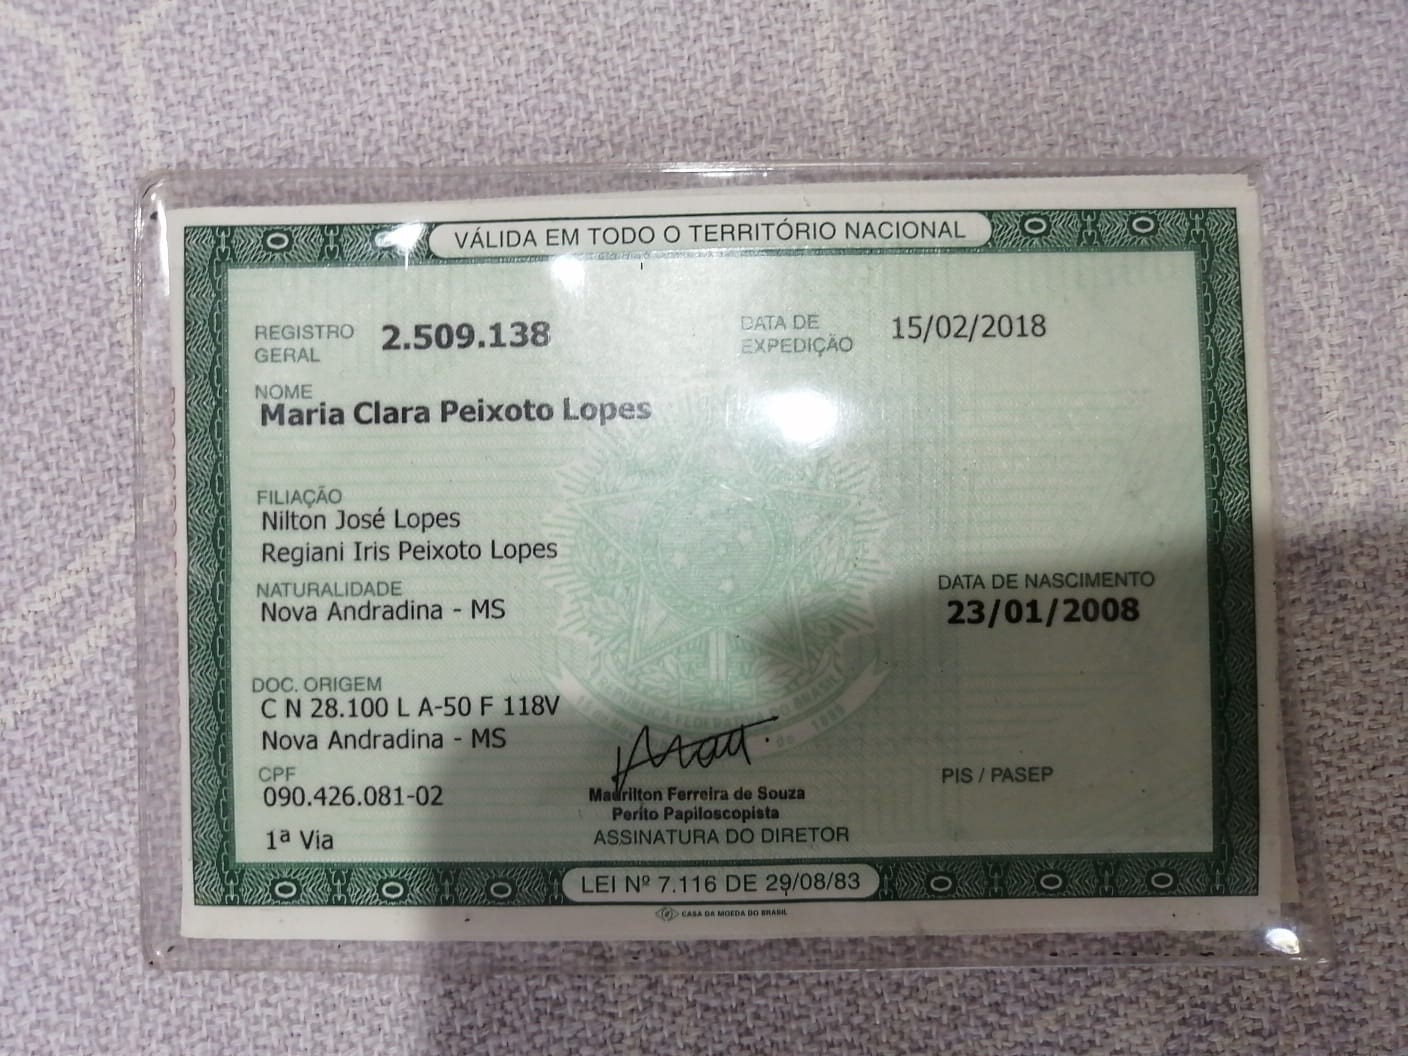 VÁLIDA EM TODO O TERRITÓRIO NACIONAL
REGISTRO GERAL 2.509.138
DATA DE EXPEDIÇÃO 15/02/2018
NOME
Maria Clara Peixoto Lopes
FILIAÇÃO
Nilton José Lopes
Regiani Iris Peixoto Lopes
NATURALIDADE
Nova Andradina - MS
DATA DE NASCIMENTO
23/01/2008
DOC. ORIGEM
C N 28.100 L A-50 F 118V
Nova Andradina - MS
CPF
090.426.081-02
PIS / PASEP
1ª Via
Maurilton Ferreira de Souza
Perito Papiloscopista
ASSINATURA DO DIRETOR
LEI Nº 7.116 DE 29/08/83
CASA DA MOEDA DO BRASIL